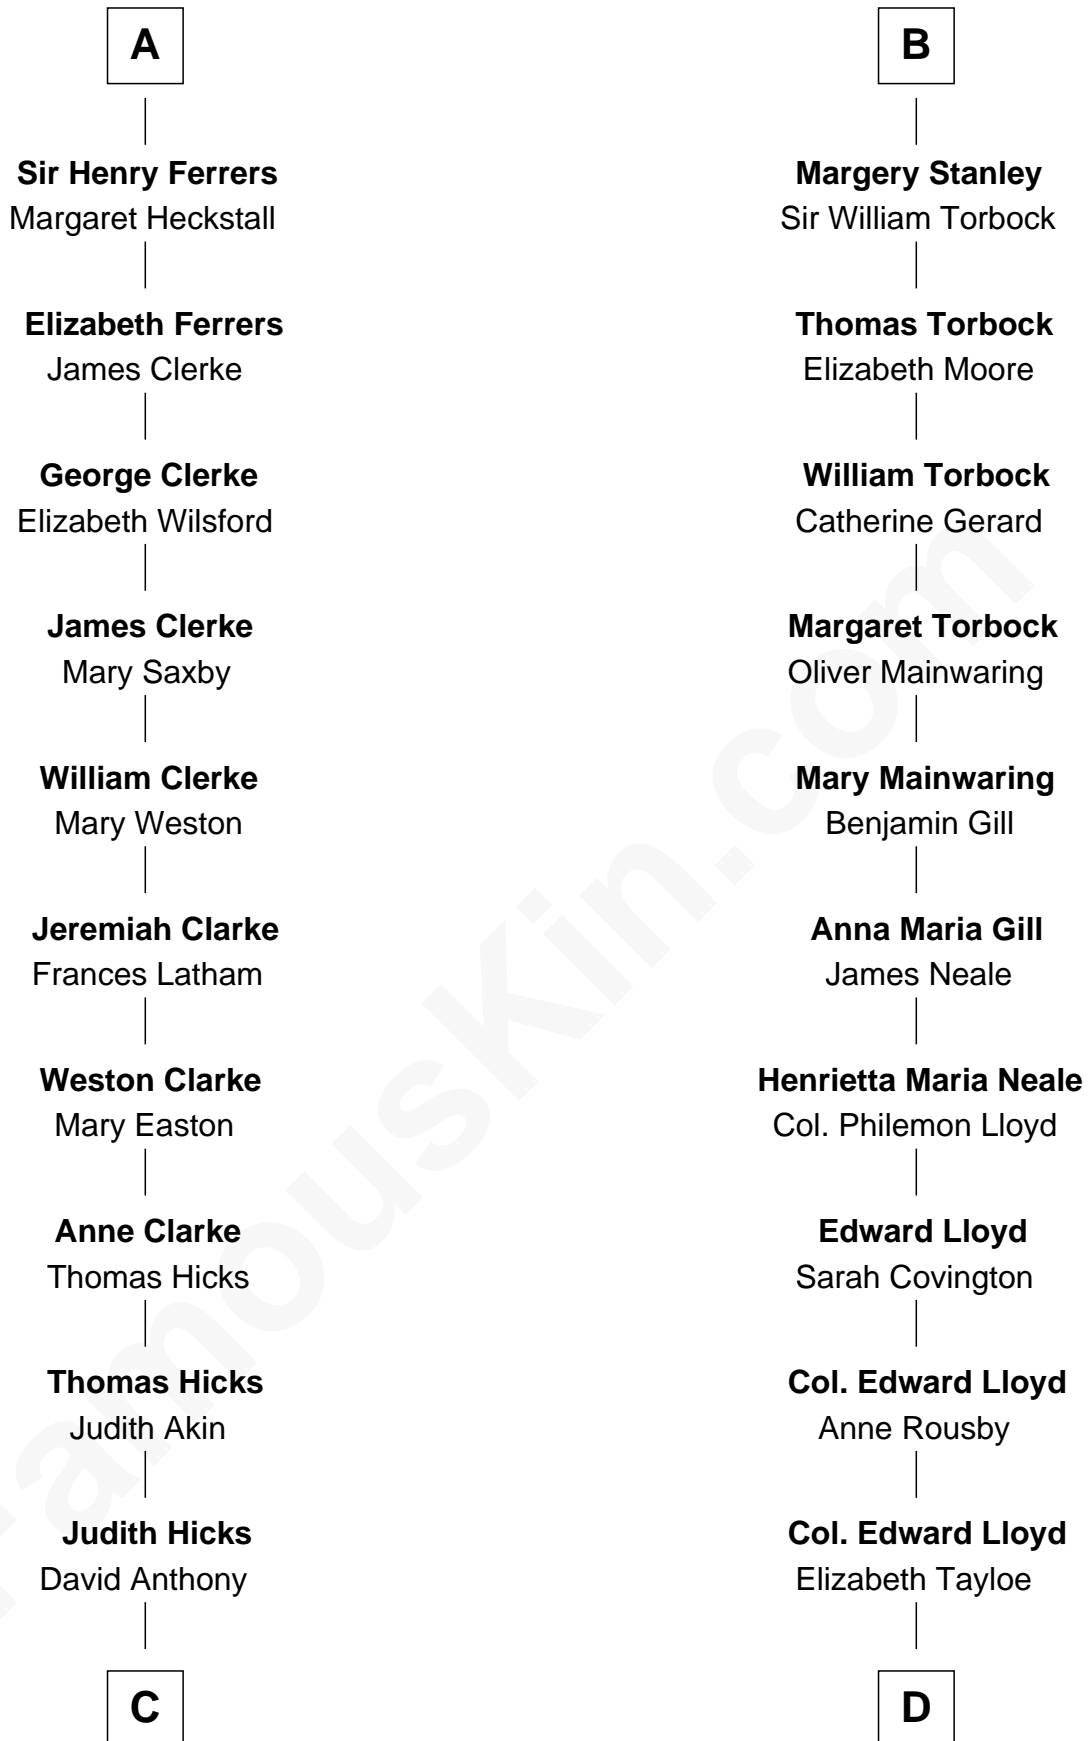 A
Sir Henry Ferrers
Margaret Heckstall
Elizabeth Ferrers
James Clerke
George Clerke
Elizabeth Wilsford
James Clerke
Mary Saxby
William Clerke
Mary Weston
Jeremiah Clarke
Frances Latham
Weston Clarke
Mary Easton
Anne Clarke
Thomas Hicks
Thomas Hicks
Judith Akin
Judith Hicks
David Anthony
C
B
Margery Stanley
Sir William Torbock
Thomas Torbock
Elizabeth Moore
William Torbock
Catherine Gerard
Margaret Torbock
Oliver Mainwaring
Mary Mainwaring
Benjamin Gill
Anna Maria Gill
James Neale
Henrietta Maria Neale
Col. Philemon Lloyd
Edward Lloyd
Sarah Covington
Col. Edward Lloyd
Anne Rousby
Col. Edward Lloyd
Elizabeth Tayloe
D
FamousKin.com